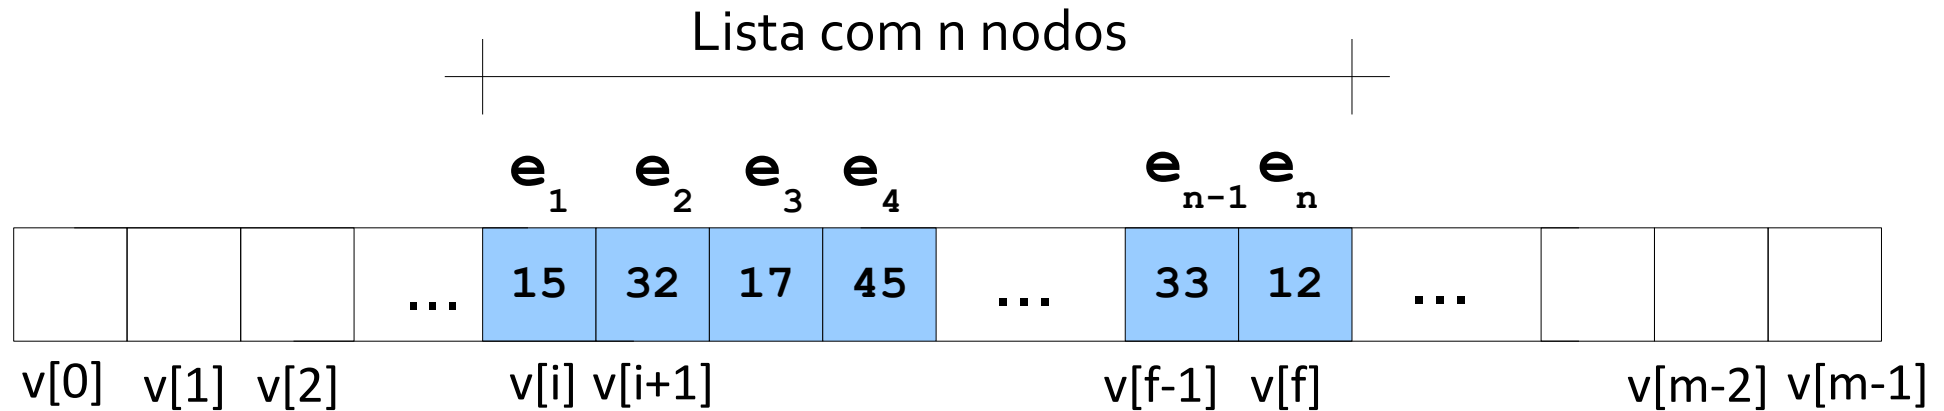 Lista com n nodos
e1 e2 e3 e4 en-1 en
... 15 32 17 45 ... 33 12 ...
v[0] v[1] v[2] v[i] v[i+1] v[f-1] v[f] v[m-2] v[m-1]